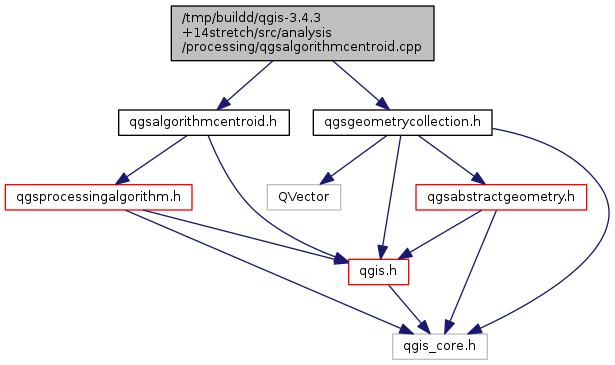 /tmp/buildd/qgis-3.4.3
+14stretch/src/analysis
/processing/qgsalgorithmcentroid.cpp
qgsalgorithmcentroid.h
qgsgeometrycollection.h
qgsprocessingalgorithm.h
QVector
qgsabstractgeometry.h
qgis.h
qgis_core.h